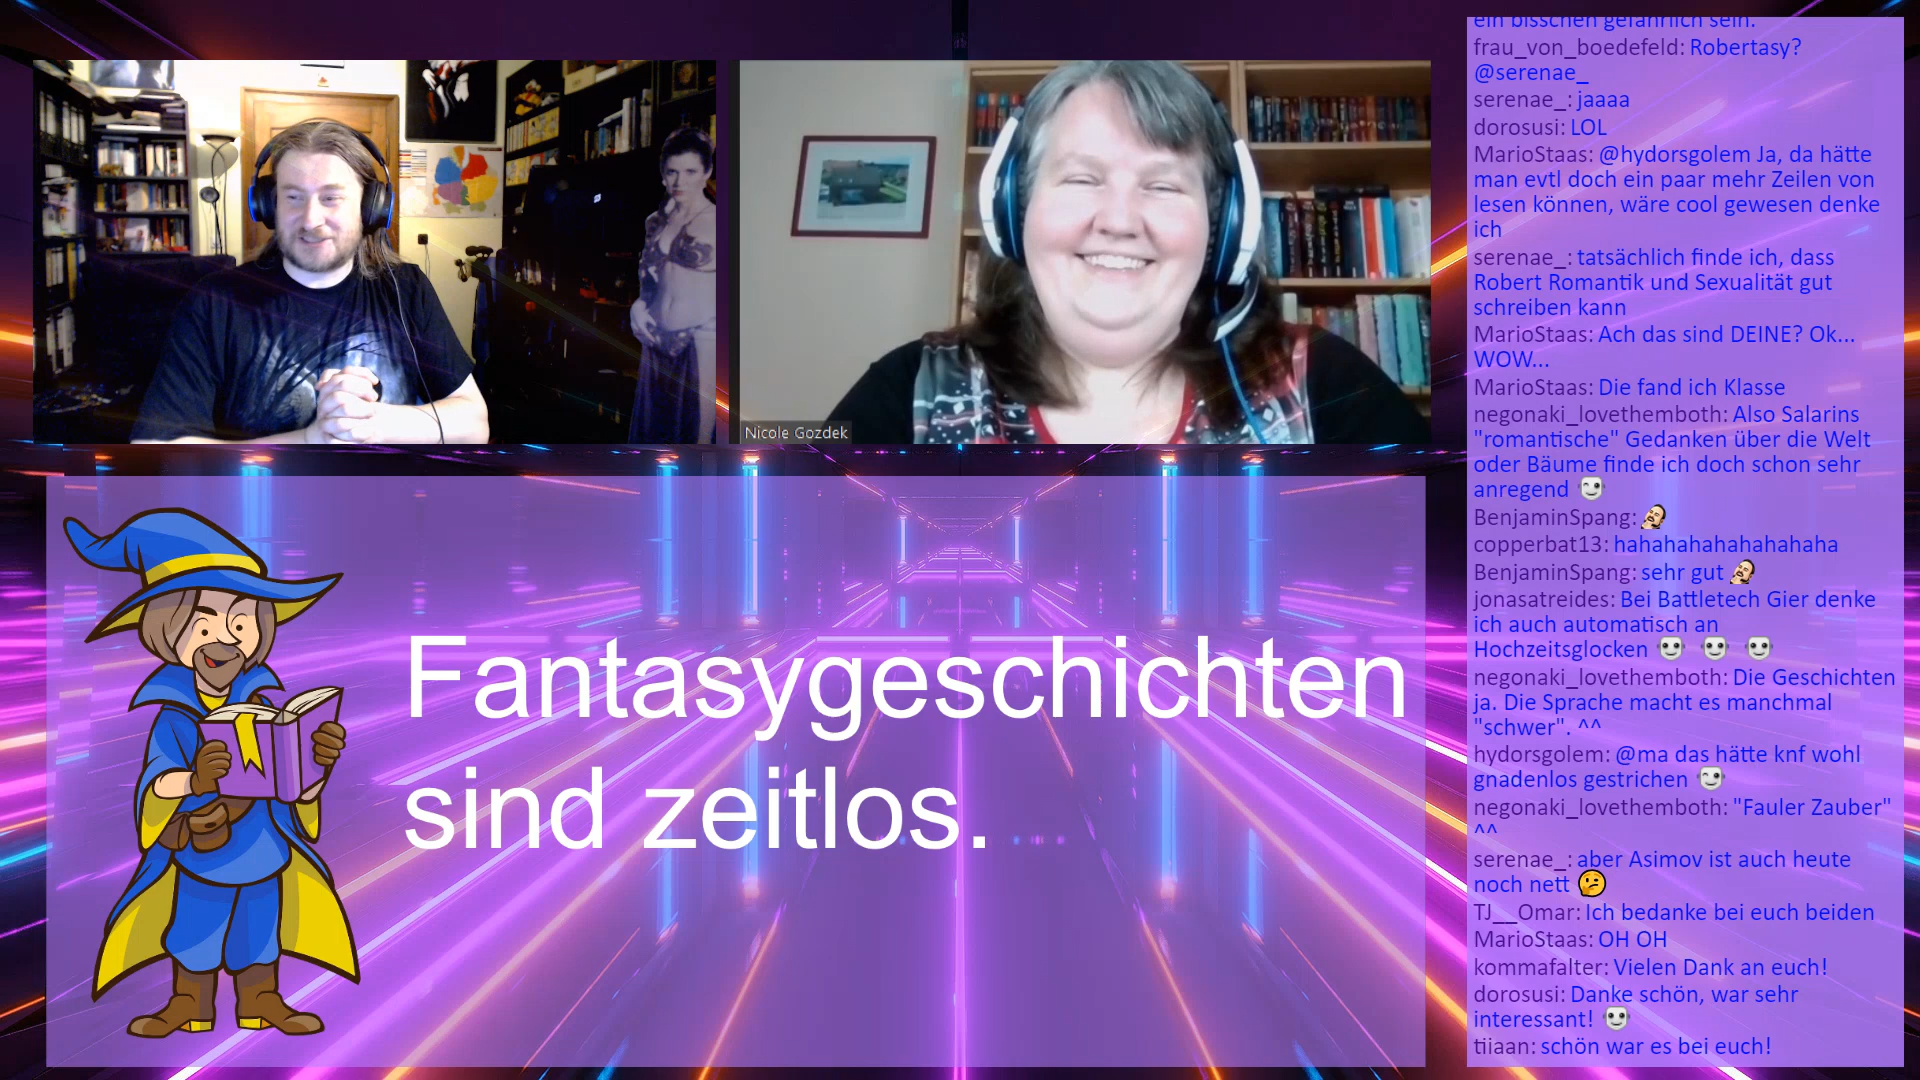 Nicole Gozdek
Fantasygeschichten
sind zeitlos.
ein bisschen gefährlich sein.
frau_von_boedefeld: Robertasy?
@serenae_
serenae_: jaaaa
dorosusi: LOL
MarioStaas: @hydorsgolem Ja, da hätte
man evtl doch ein paar mehr Zeilen von
lesen können, wäre cool gewesen denke
ich
serenae_: tatsächlich finde ich, dass
Robert Romantik und Sexualität gut
schreiben kann
MarioStaas: Ach das sind DEINE? Ok...
WOW...
MarioStaas: Die fand ich Klasse
negonaki_lovethemboth: Also Salarins
"romantische" Gedanken über die Welt
oder Bäume finde ich doch schon sehr
anregend
BenjaminSpang:
copperbat13: hahahahahahahahaha
BenjaminSpang: sehr gut
jonasatreides: Bei Battletech Gier denke
ich auch automatisch an
Hochzeitsglocken
negonaki_lovethemboth: Die Geschichten
ja. Die Sprache macht es manchmal
"schwer". ^^
hydorsgolem: @ma das hätte knf wohl
gnadenlos gestrichen
negonaki_lovethemboth: "Fauler Zauber"
^^
serenae_: aber Asimov ist auch heute
noch nett
TJ__Omar: Ich bedanke bei euch beiden
MarioStaas: OH OH
kommafalter: Vielen Dank an euch!
dorosusi: Danke schön, war sehr
interessant!
tiiaan: schön war es bei euch!